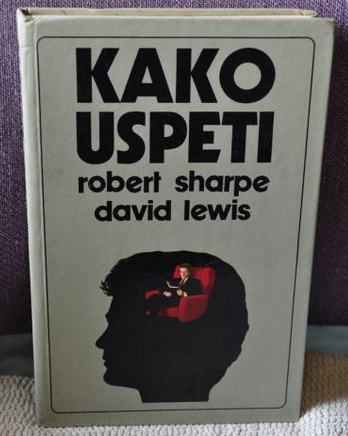 KAKO
USPETI
robert sharpe
david lewis